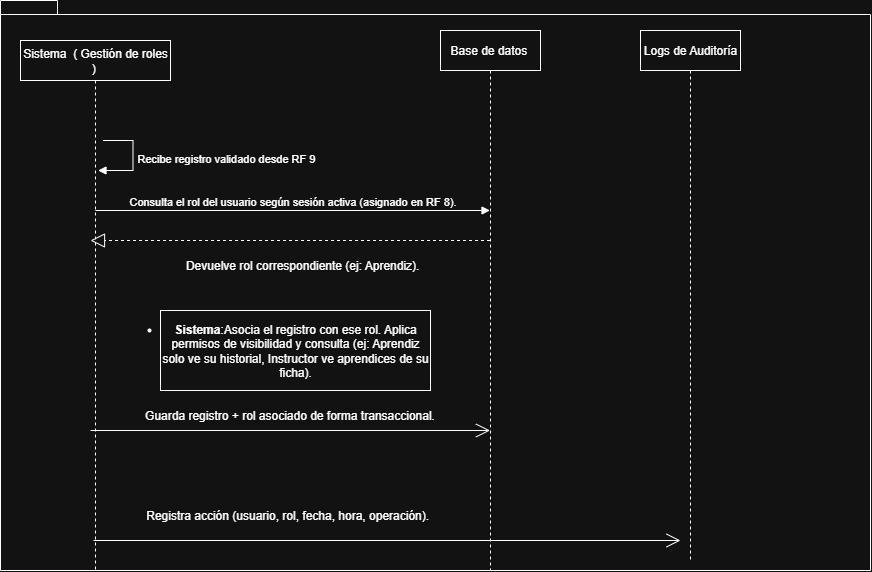 Sistema ( Gestión de roles
)
Base de datos
Logs de Auditoría
Recibe registro validado desde RF 9
Consulta el rol del usuario según sesión activa (asignado en RF 8).
Devuelve rol correspondiente (ej: Aprendiz).
• Sistema:Asocia el registro con ese rol. Aplica
permisos de visibilidad y consulta (ej: Aprendiz
solo ve su historial, Instructor ve aprendices de su
ficha).
Guarda registro + rol asociado de forma transaccional.
Registra acción (usuario, rol, fecha, hora, operación).